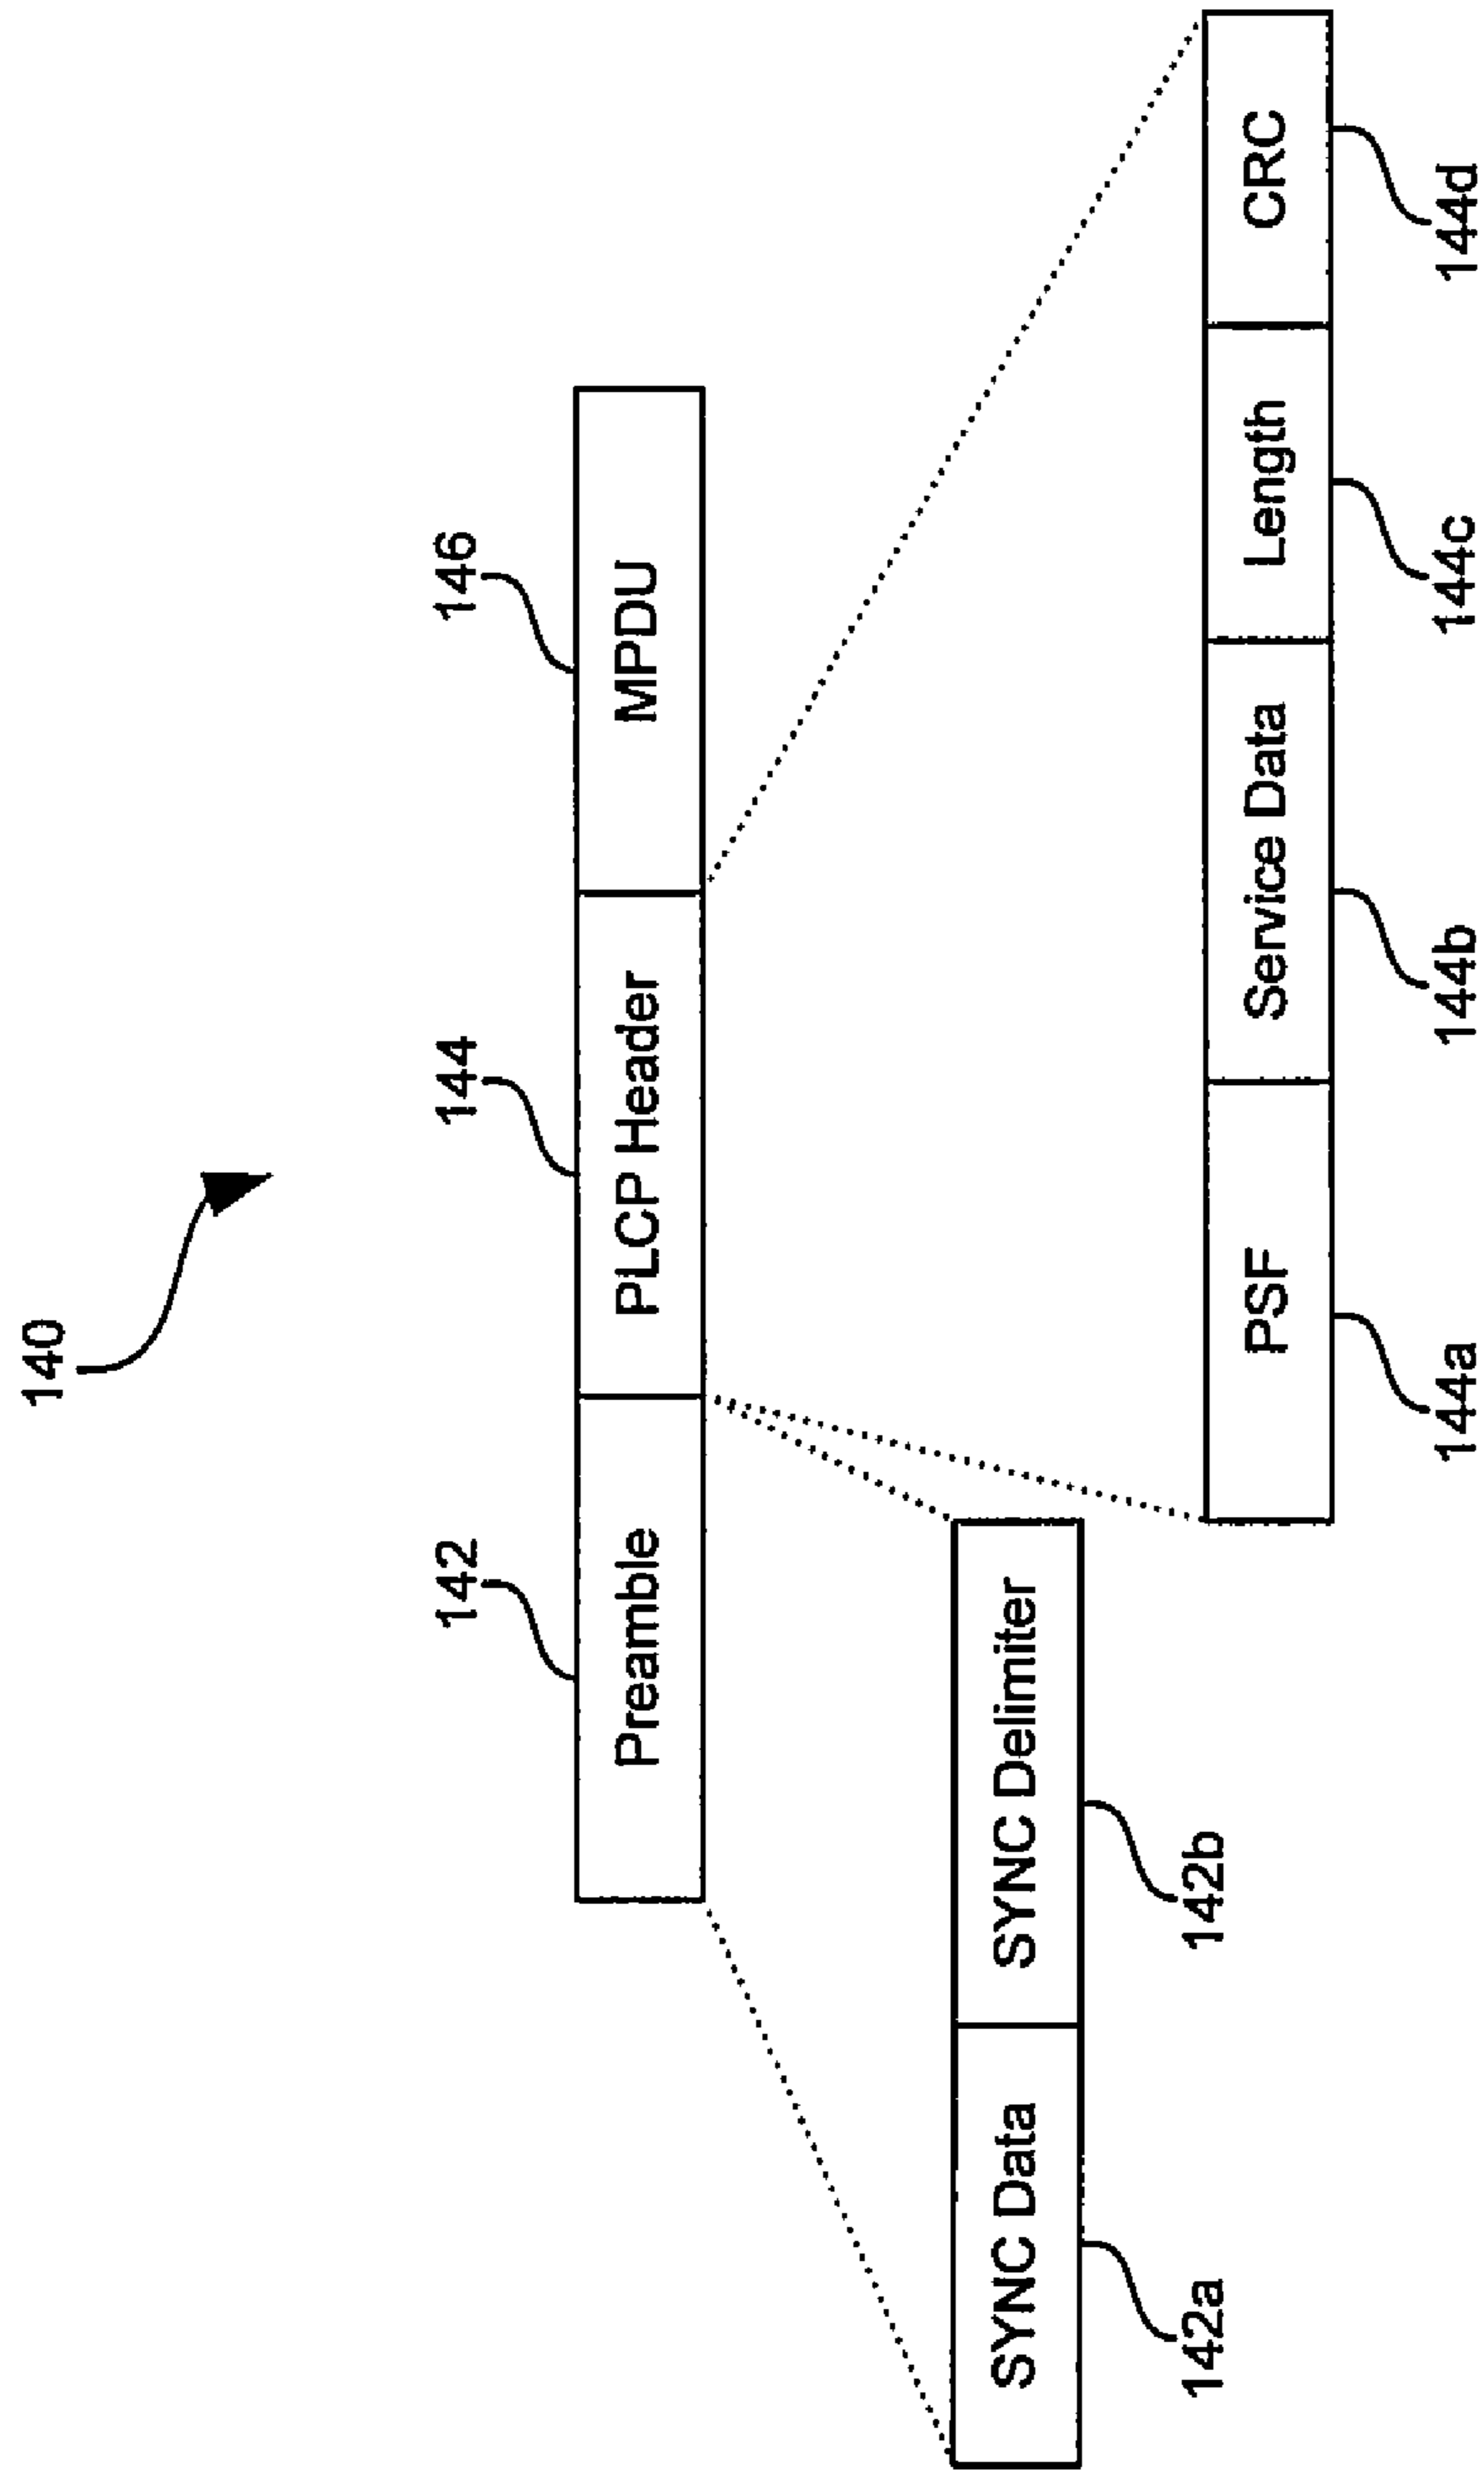 140
142
144
146
Preamble
PLCP Header
MPDU
SYNC Data
SYNC Delimiter
142a
142b
PSF
Service Data
Length
CRC
144a
144b
144c
144d